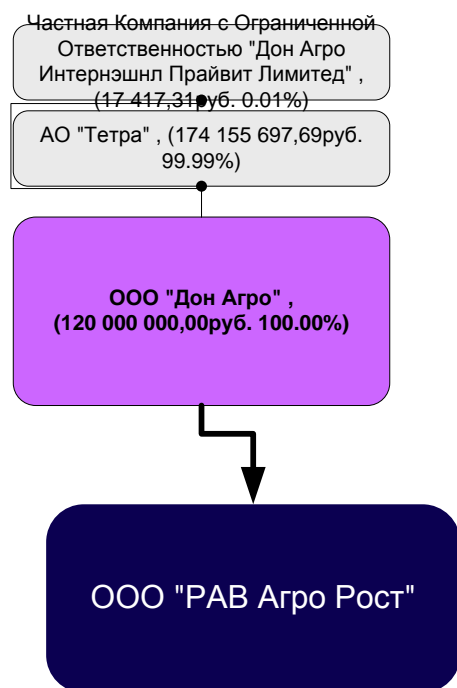 Частная Компания с Ограниченной
Ответственностью "Дон Агро
Интернэшнл Прайвит Лимитед" ,
(17 417,31руб. 0.01%)
АО "Тетра" , (174 155 697,69руб.
99.99%)
ООО "Дон Агро" ,
(120 000 000,00руб. 100.00%)
ООО "РАВ Агро Рост"